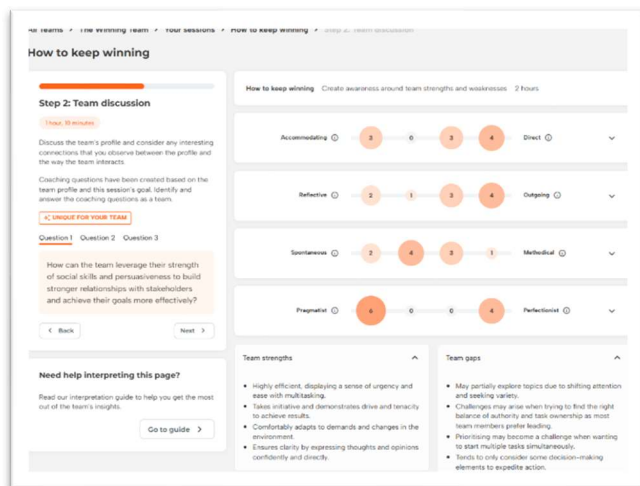 All Teams > The Winning Team > Your sessions > How to keep winning > Step 2: Team discussion
How to keep winning
Step 2: Team discussion
1 hour, 10 minutes
Discuss the team's profile and consider any interesting
connections that you observe between the profile and
the way the team interacts
Coaching questions have been created based on the
team profile and this session's goal. Identify and
answer the coaching questions as a team.
UNIQUE FOR YOUR TEAM
Question 1 Question 2 Question 3
How can the team leverage their strength
of social skills and persuasiveness to build
stronger relationships with stakeholders
and achieve their goals more effectively?
< Back
Next >
Need help interpreting this page?
Read our interpretation guide to help you get the most
out of the team's insights.
Go to guide >
How to keep winning Create awareness around team strengths and weaknesses 2 hours
Accommodating 3 0 3 4 Direct
Reflective 2 1 3 4 Outgoing
Spontaneous 2 4 3 1 Methodical
Pragmatist 6 0 0 4 Perfectionist
Team strengths
• Highly efficient, displaying a sense of urgency and
ease with multitasking.
• Takes initiative and demonstrates drive and tenacity
to achieve results.
• Comfortably adapts to demands and changes in the
environment.
• Ensures clarity by expressing thoughts and opinions
confidently and directly.
Team gaps
• May partially explore topics due to shifting attention
and seeking variety.
• Challenges may arise when trying to find the right
balance of authority and task ownership as most
team members prefer leading.
• Prioritising may become a challenge when wanting
to start multiple tasks simultaneously.
• Tends to only consider some decision-making
elements to expedite action.